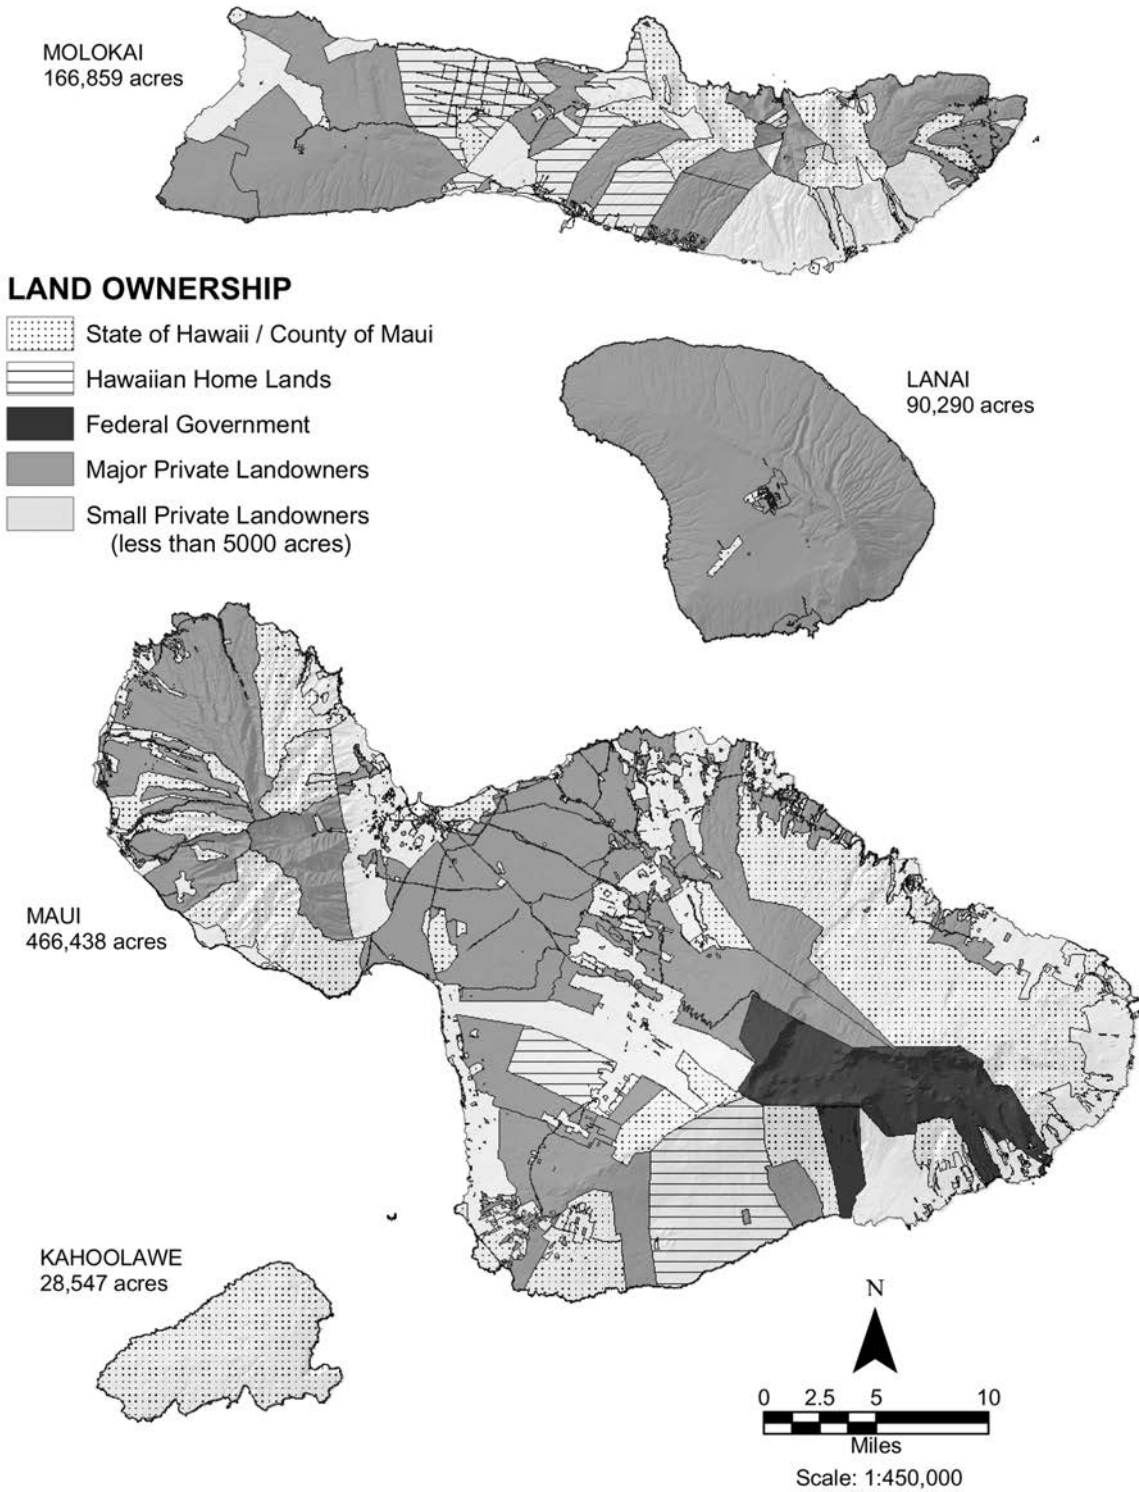 MOLOKAI
166,859 acres
LAND OWNERSHIP
State of Hawaii / County of Maui
Hawaiian Home Lands
Federal Government
Major Private Landowners
Small Private Landowners
(less than 5000 acres)
LANAI
90,290 acres
MAUI
466,438 acres
KAHOOLAWE
28,547 acres
N
0 2.5 5 10
Miles
Scale: 1:450,000